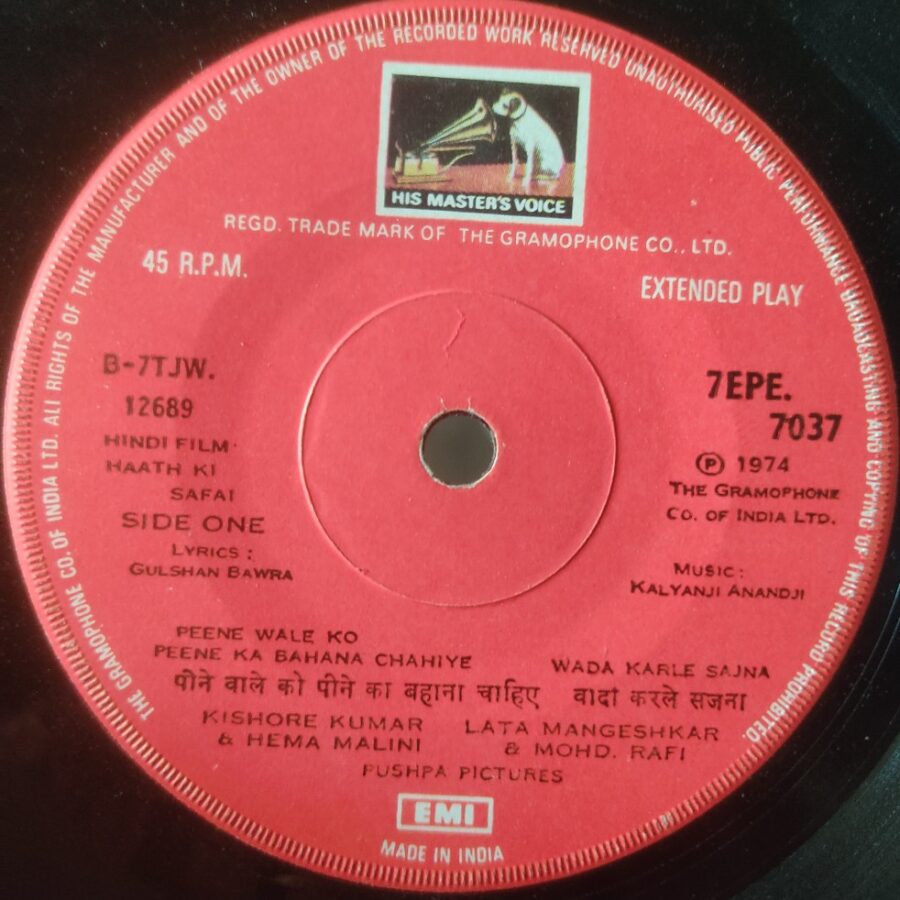 THE GRAMOPHONE CO. OF INDIA LTD. ALL RIGHTS OF THE MANUFACTURER AND OF THE OWNER OF THE RECORDED WORK RESERVED UNAUTHORISED PUBLIC PERFORMANCE BROADCASTING AND COPYING OF THIS RECORD PROHIBITED.
HIS MASTER'S VOICE
REGD. TRADE MARK OF THE GRAMOPHONE CO., LTD.
45 R.P.M.
EXTENDED PLAY
B-7TJW.
12689
HINDI FILM
HAATH KI
SAFAI
SIDE ONE
LYRICS :
GULSHAN BAWRA
7EPE.
7037
Ⓟ 1974
THE GRAMOPHONE
CO. OF INDIA LTD.
MUSIC :
KALYANJI ANANDJI
PEENE WALE KO
PEENE KA BAHANA CHAHIYE
WADA KARLE SAJNA
पीने वाले को पीने का बहाना चाहिए वादा करले सजना
KISHORE KUMAR
& HEMA MALINI
LATA MANGESHKAR
& MOHD. RAFI
PUSHPA PICTURES
EMI
MADE IN INDIA